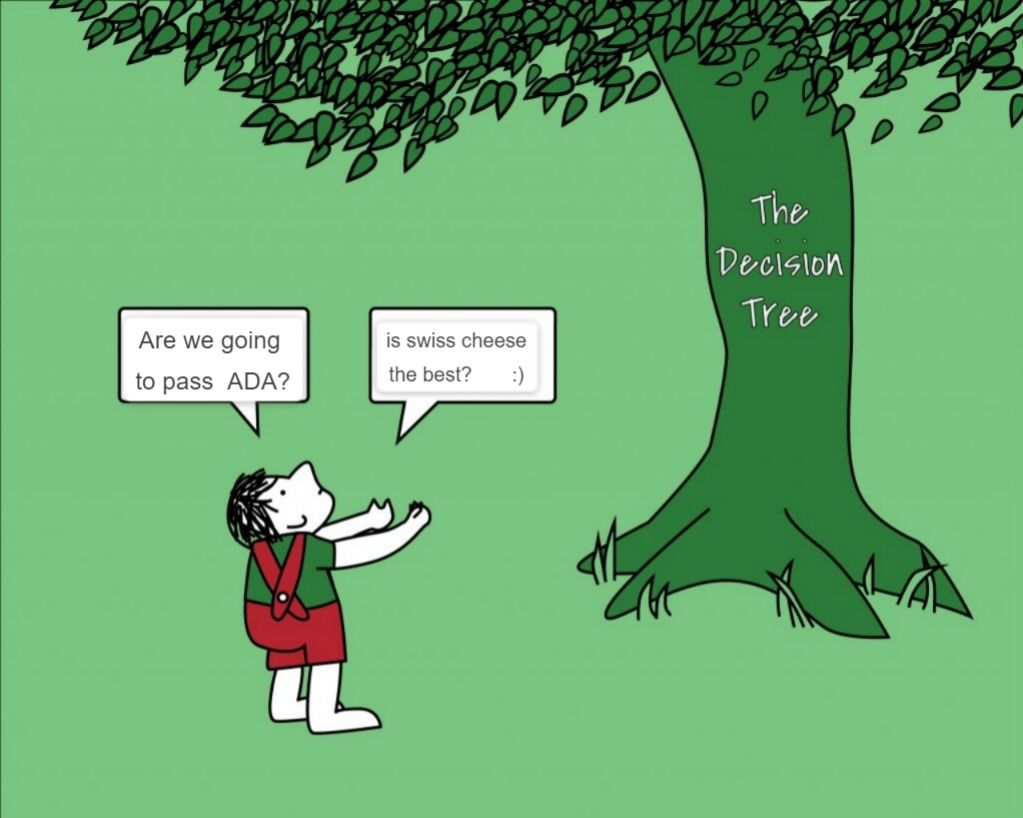 The
Decision
Tree
Are we going
to pass ADA?
is swiss cheese
the best? :)